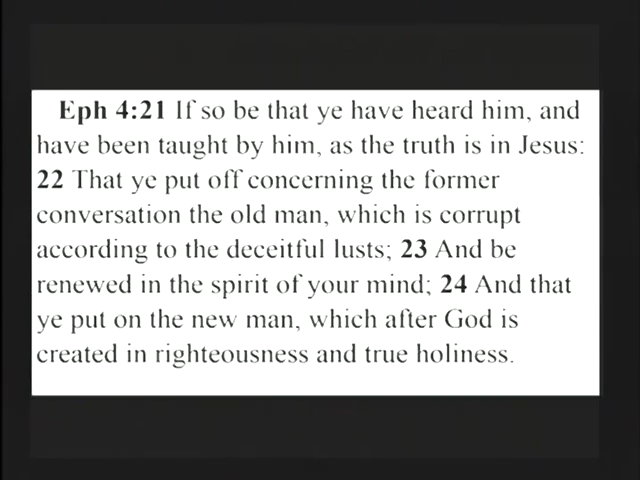 Eph 4:21 If so be that ye have heard him, and
have been taught by him, as the truth is in Jesus:
22 That ye put off concerning the former
conversation the old man, which is corrupt
according to the deceitful lusts; 23 And be
renewed in the spirit of your mind; 24 And that
ye put on the new man, which after God is
created in righteousness and true holiness.